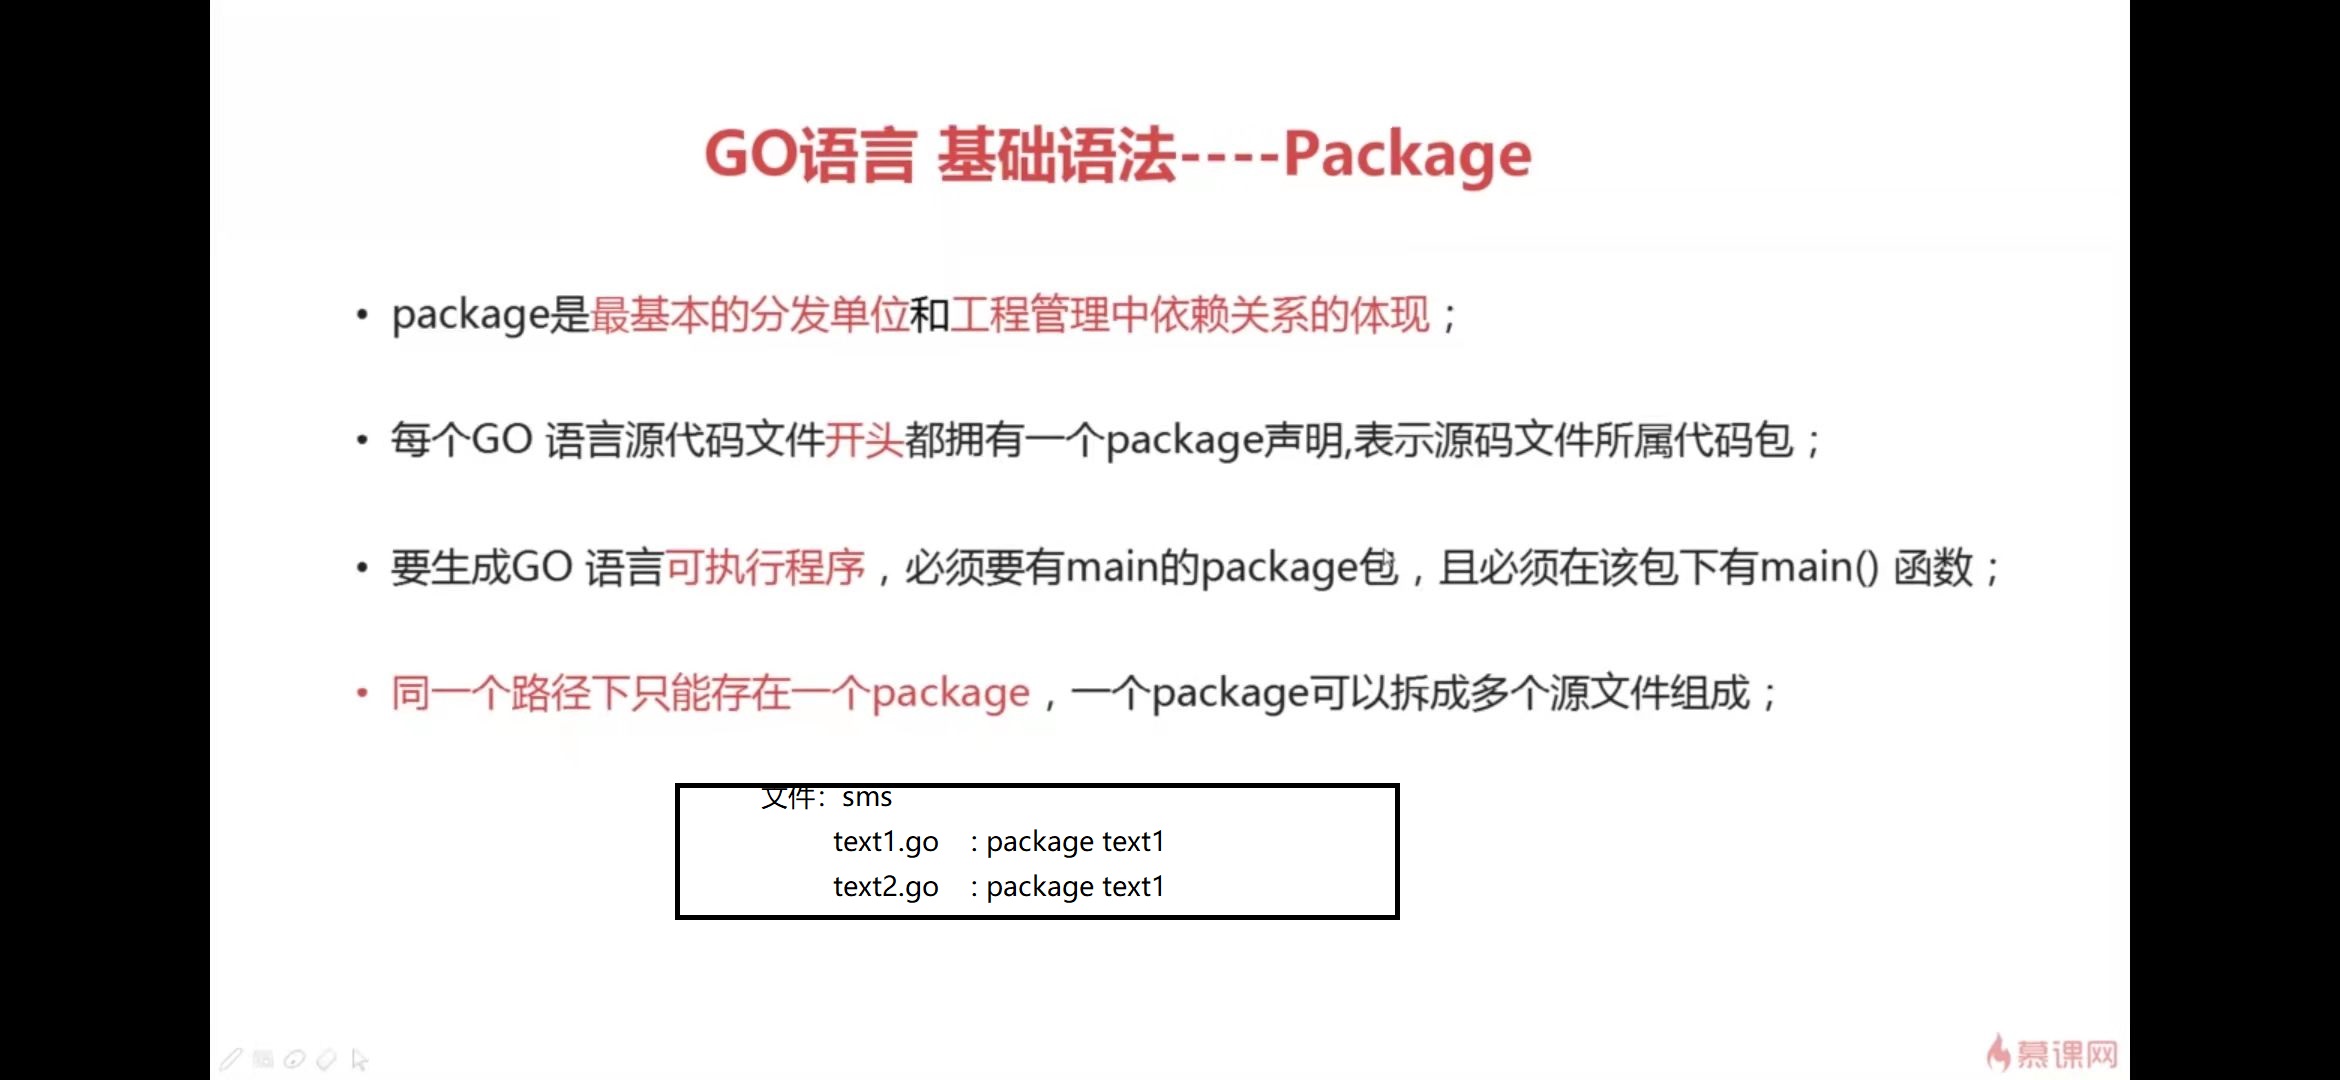 GO语言 基础语法----Package
• package是最基本的分发单位和工程管理中依赖关系的体现；
• 每个GO 语言源代码文件开头都拥有一个package声明,表示源码文件所属代码包；
• 要生成GO 语言可执行程序，必须要有main的package包，且必须在该包下有main() 函数；
• 同一个路径下只能存在一个package，一个package可以拆成多个源文件组成；
文件：sms
text1.go : package text1
text2.go : package text1
慕课网